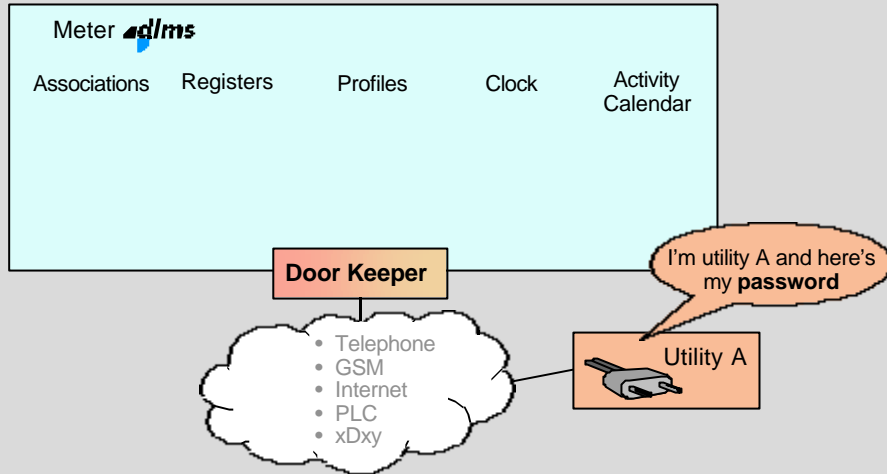 Meter dlms
Associations Registers Profiles Clock Activity
Calendar
I'm utility A and here's
my password
Door Keeper
Utility A
• Telephone
• GSM
• Internet
• PLC
• xDxy